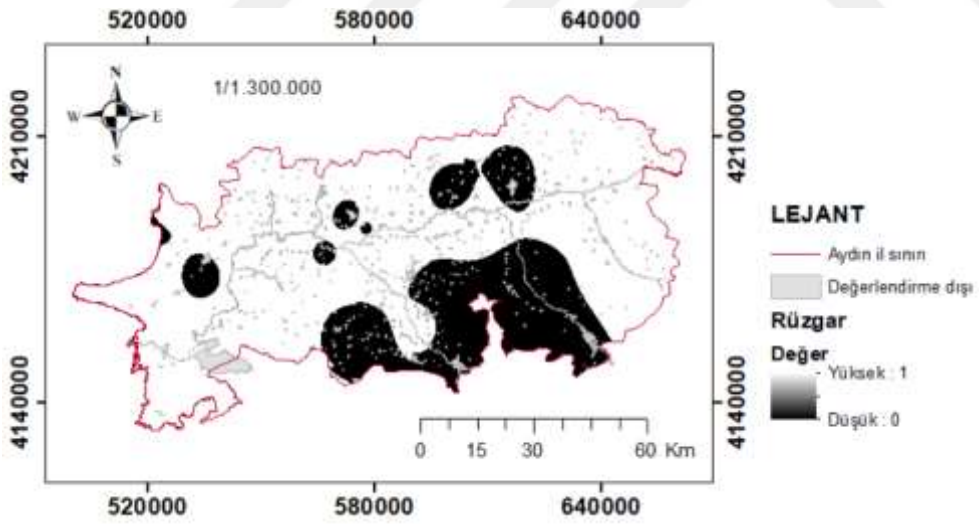 520000 580000 640000
N
W E
S
1/1.300.000
4210000 4210000
4140000 4140000
0 15 30 60 Km
520000 580000 640000
LEJANT
Aydın il sınırı
Değerlendirme dışı
Rüzgar
Değer
Yüksek : 1
Düşük : 0